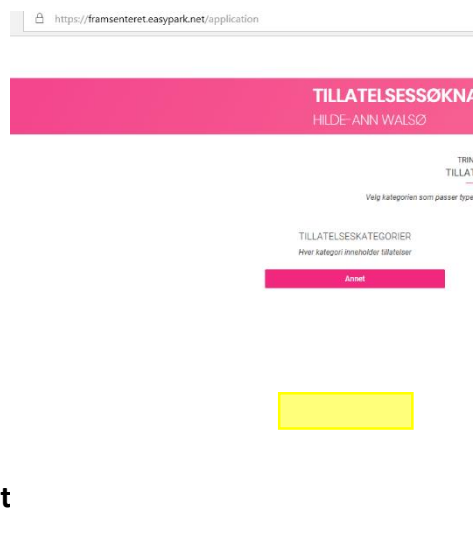 https://framsenteret.easypark.net/application
TILLATELSESSØKNA
HILDE-ANN WALSØ
TRIN
TILLAT
Velg kategorien som passer type
TILLATELSESKATEGORIER
Hver kategori inneholder tillatelser
Annet
t